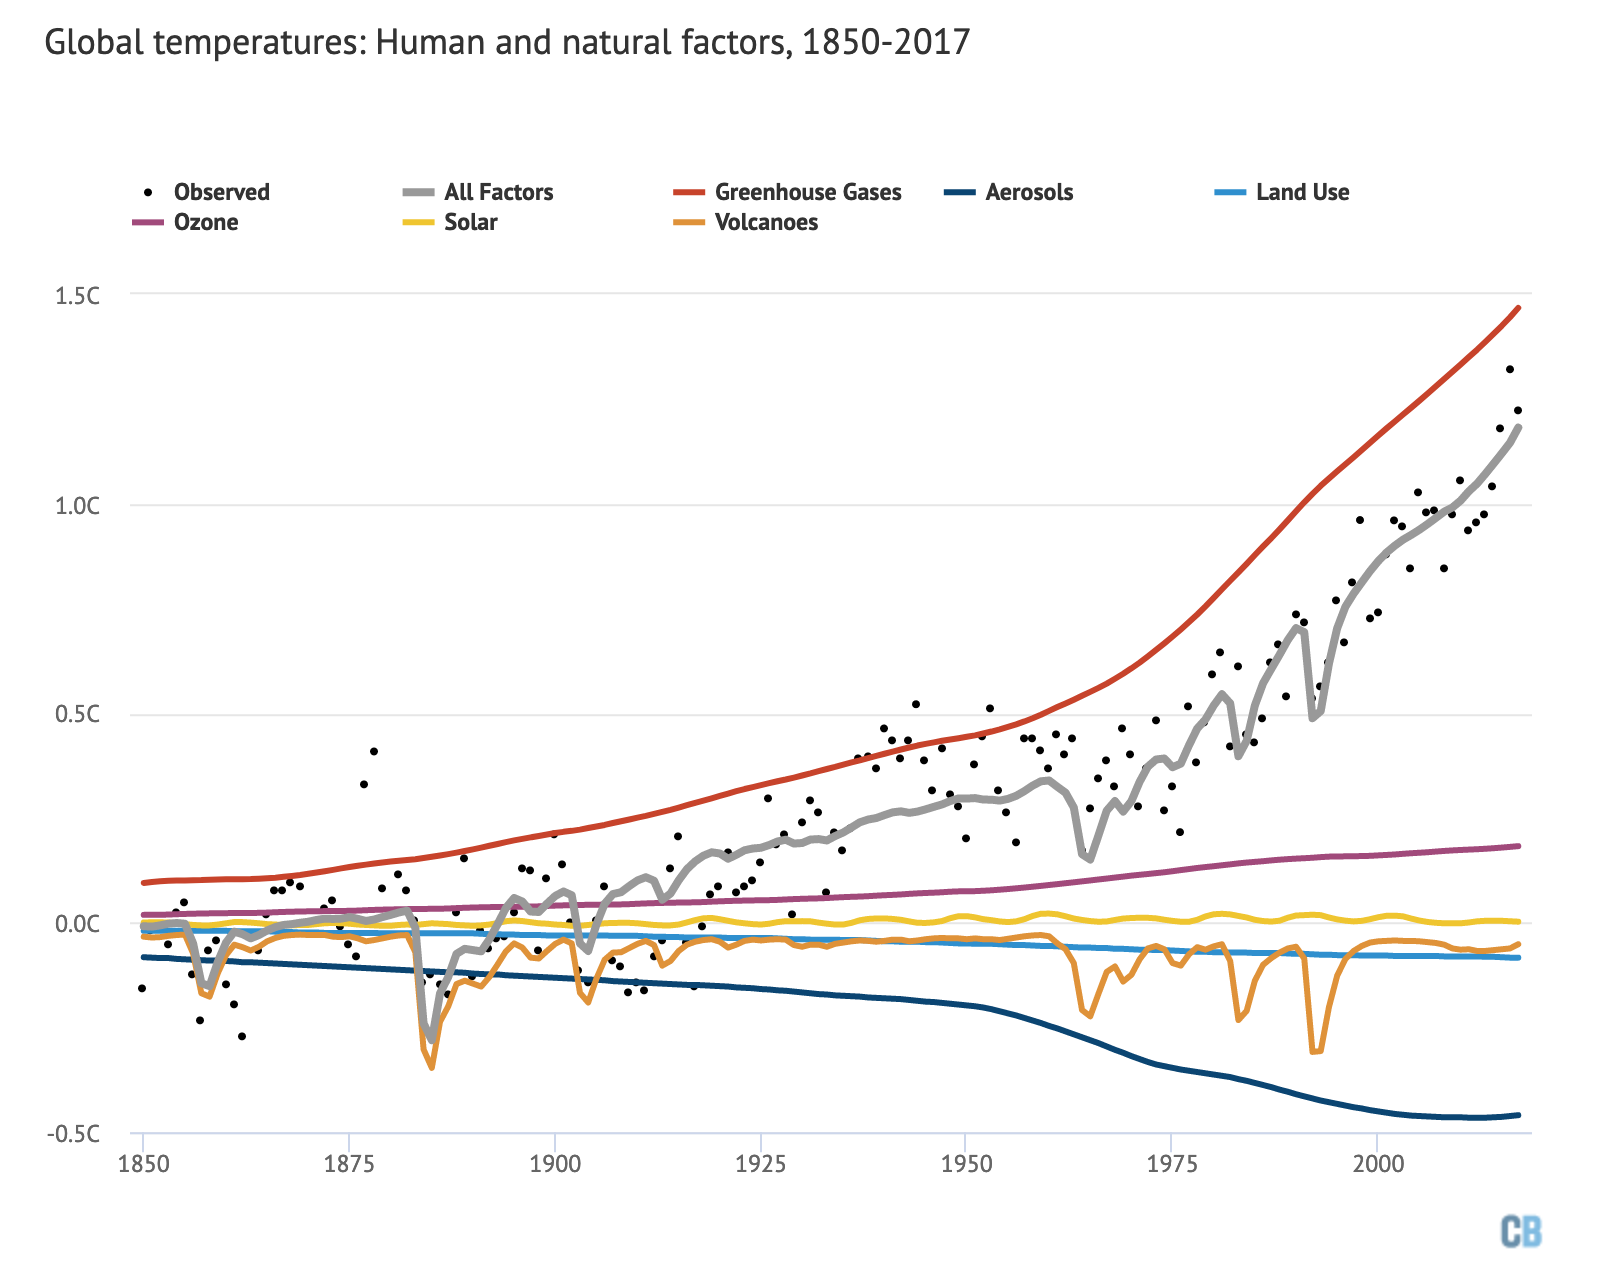 Global temperatures: Human and natural factors, 1850-2017
Observed All Factors Greenhouse Gases Aerosols Land Use
Ozone Solar Volcanoes
1.5C
1.0C
0.5C
0.0C
-0.5C
1850 1875 1900 1925 1950 1975 2000
CB